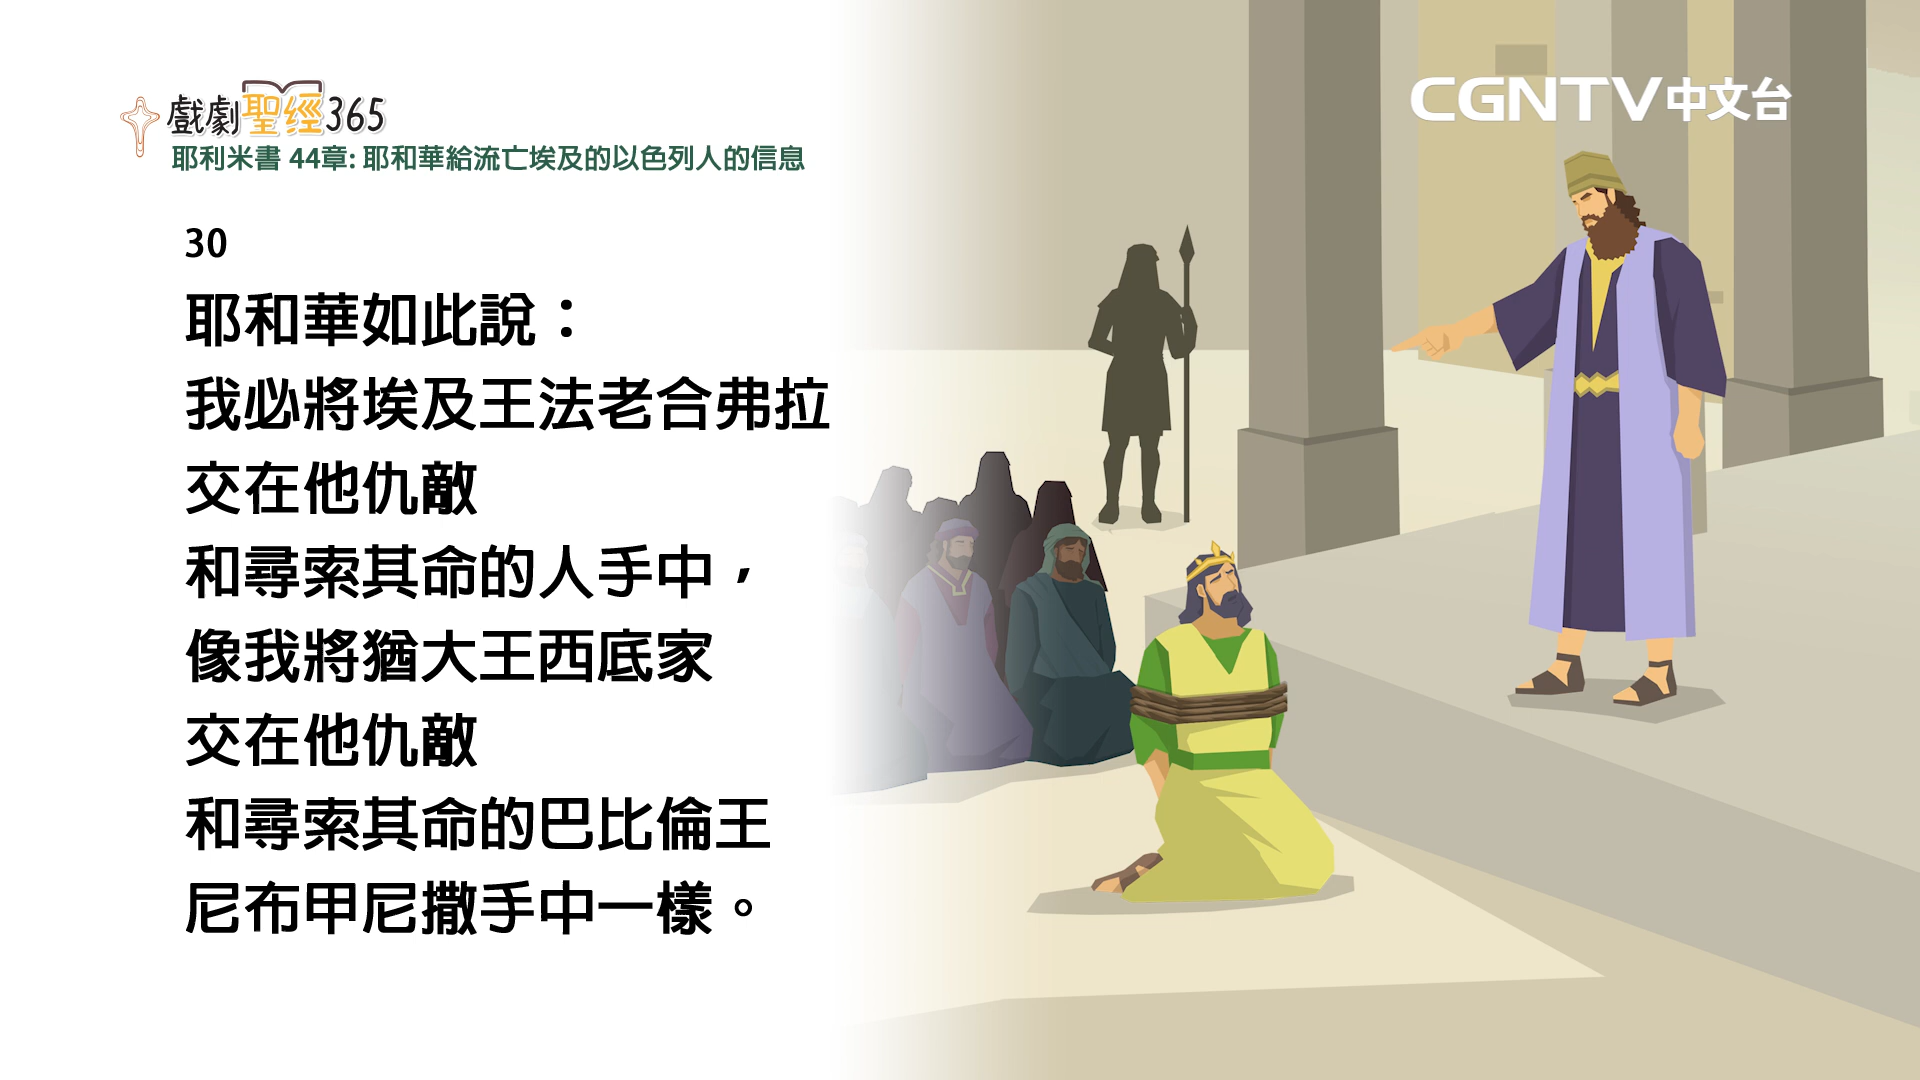 戲劇聖經365
CGNTV中文台
耶利米書 44章: 耶和華給流亡埃及的以色列人的信息
30
耶和華如此說：
我必將埃及王法老合弗拉
交在他仇敵
和尋索其命的人手中，
像我將猶大王西底家
交在他仇敵
和尋索其命的巴比倫王
尼布甲尼撒手中一樣。